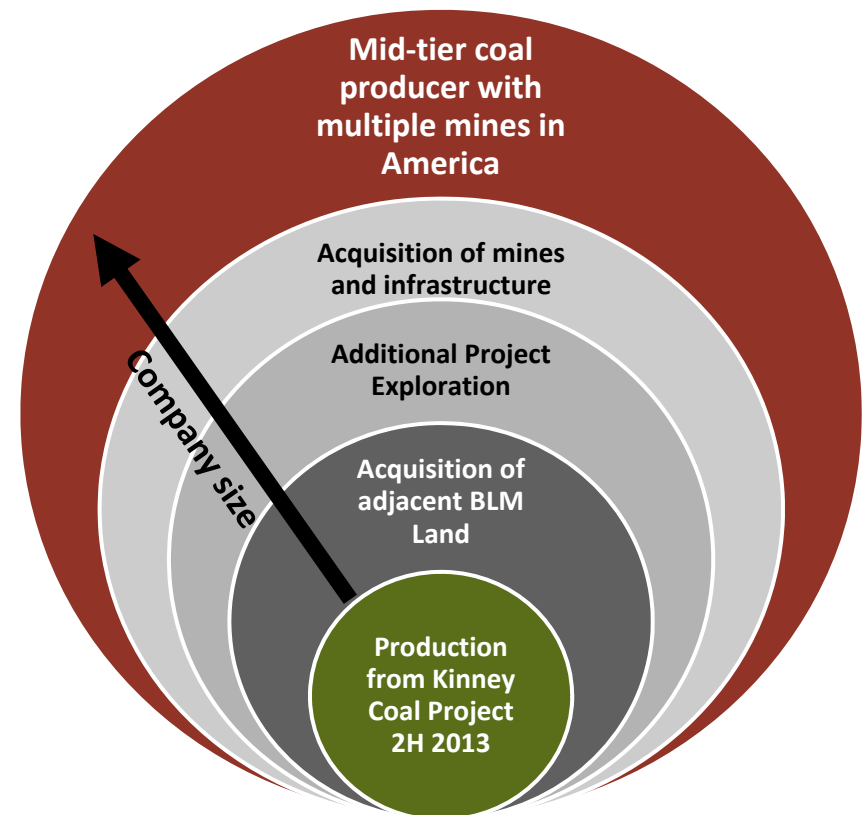 Mid-tier coal
producer with
multiple mines in
America
Acquisition of mines
and infrastructure
Additional Project
Exploration
Company size
Acquisition of
adjacent BLM
Land
Production
from Kinney
Coal Project
2H 2013